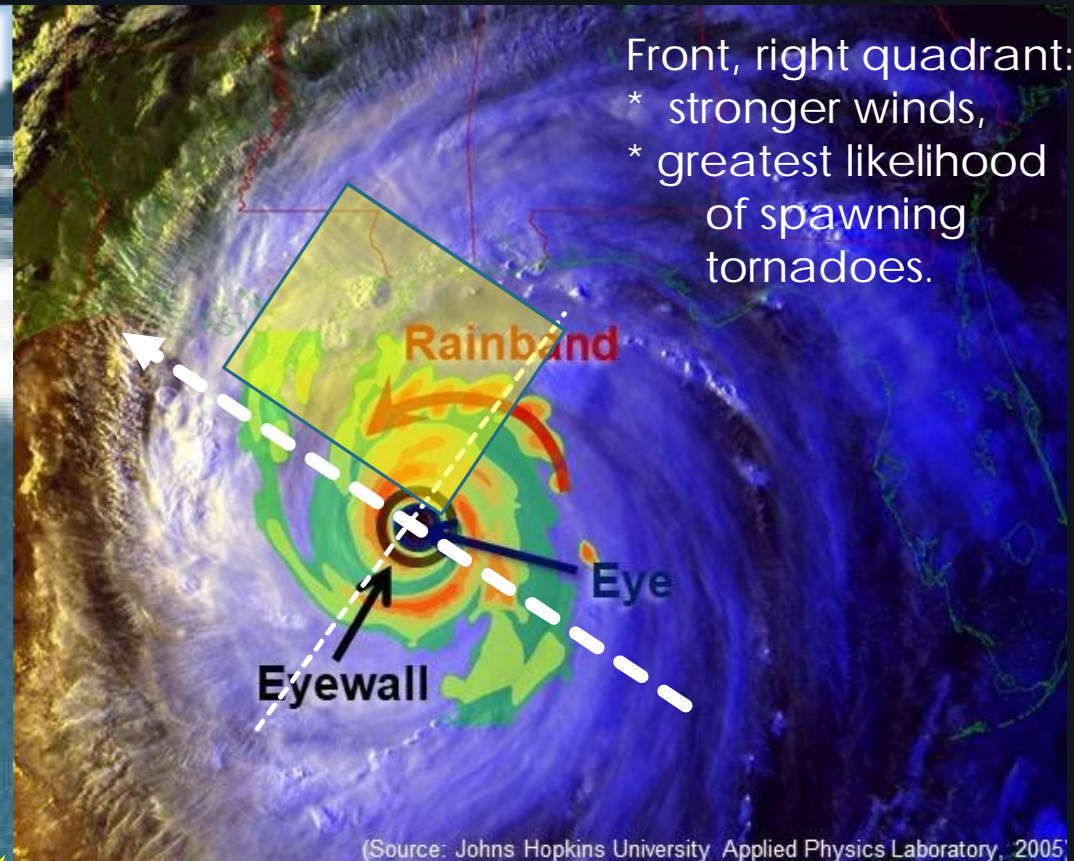 Front, right quadrant:
* stronger winds,
* greatest likelihood
of spawning
tornadoes.
Rainband
Eye
Eyewall
(Source: Johns Hopkins University Applied Physics Laboratory, 2005)